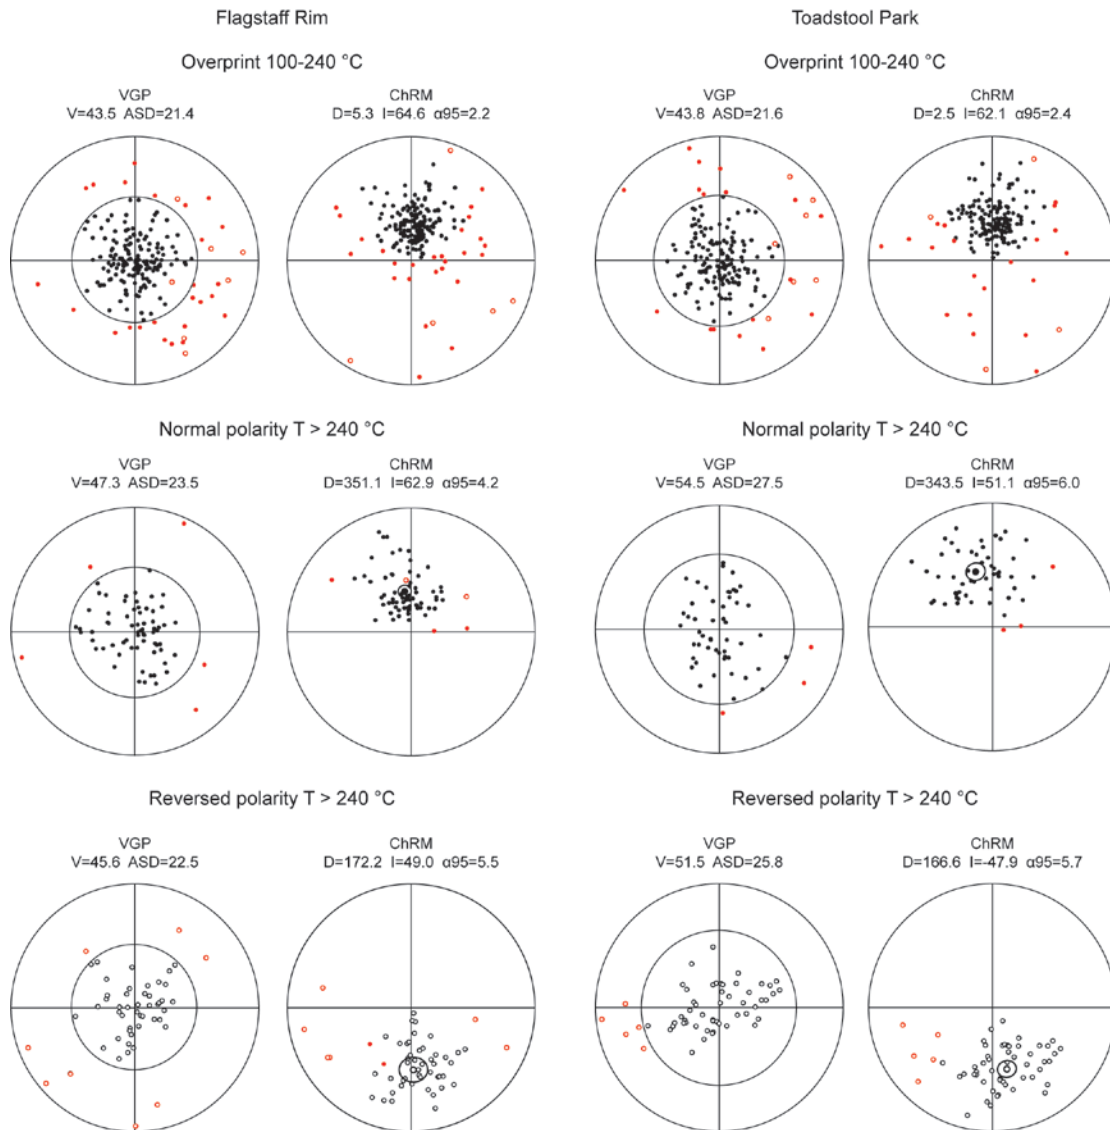 Flagstaff Rim
Toadstool Park
Overprint 100-240 °C
Overprint 100-240 °C
VGP
V=43.5 ASD=21.4
ChRM
D=5.3 I=64.6 α95=2.2
VGP
V=43.8 ASD=21.6
ChRM
D=2.5 I=62.1 α95=2.4
Normal polarity T > 240 °C
Normal polarity T > 240 °C
VGP
V=47.3 ASD=23.5
ChRM
D=351.1 I=62.9 α95=4.2
VGP
V=54.5 ASD=27.5
ChRM
D=343.5 I=51.1 α95=6.0
Reversed polarity T > 240 °C
Reversed polarity T > 240 °C
VGP
V=45.6 ASD=22.5
ChRM
D=172.2 I=49.0 α95=5.5
VGP
V=51.5 ASD=25.8
ChRM
D=166.6 I=-47.9 α95=5.7